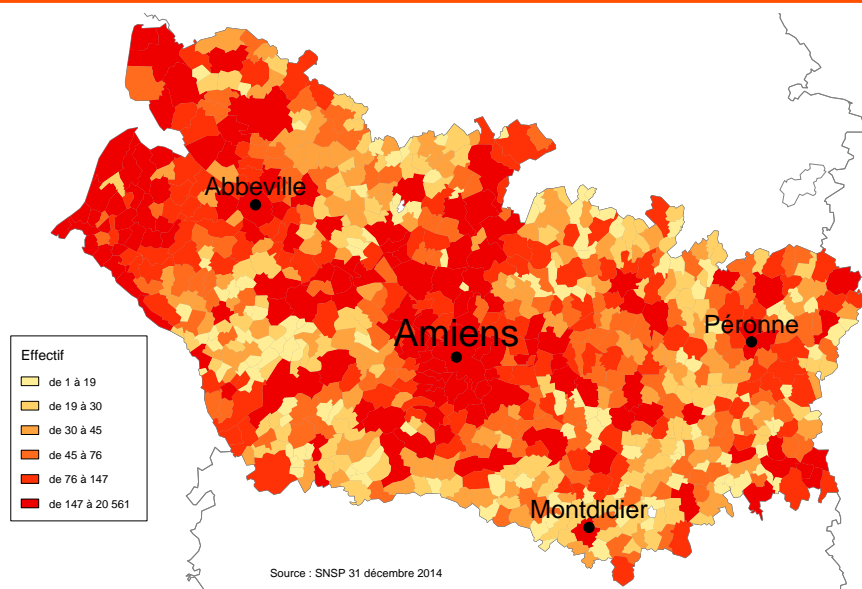 Abbeville
Amiens
Péronne
Montdidier
Effectif
de 1 à 19
de 19 à 30
de 30 à 45
de 45 à 76
de 76 à 147
de 147 à 20 561
Source : SNSP 31 décembre 2014